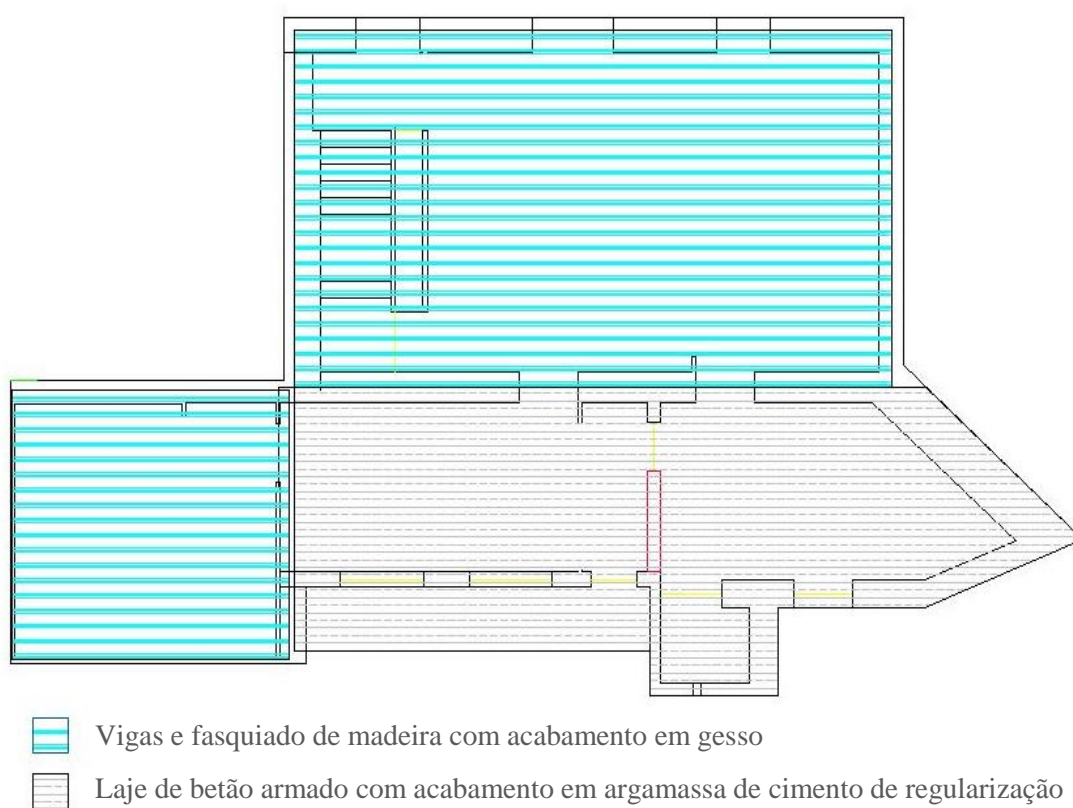 Vigas e fasquiado de madeira com acabamento em gesso
Laje de betão armado com acabamento em argamassa de cimento de regularização